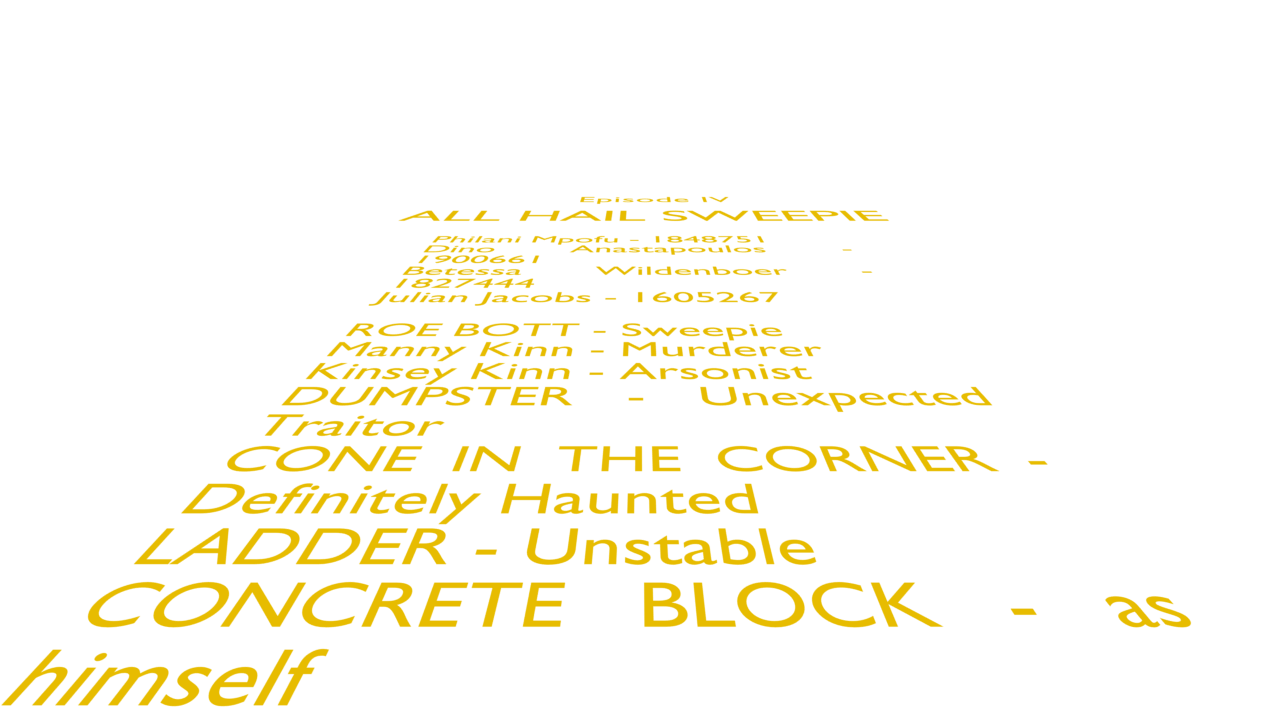 Episode IV
ALL HAIL SWEEPIE
Philani Mpofu - 1848751
Dino Anastapoulos -
1900661
Betessa Wildenboer -
1827444
Julian Jacobs - 1605267
ROE BOTT - Sweepie
Manny Kinn - Murderer
Kinsey Kinn - Arsonist
DUMPSTER - Unexpected
Traitor
CONE IN THE CORNER -
Definitely Haunted
LADDER - Unstable
CONCRETE BLOCK - as
himself